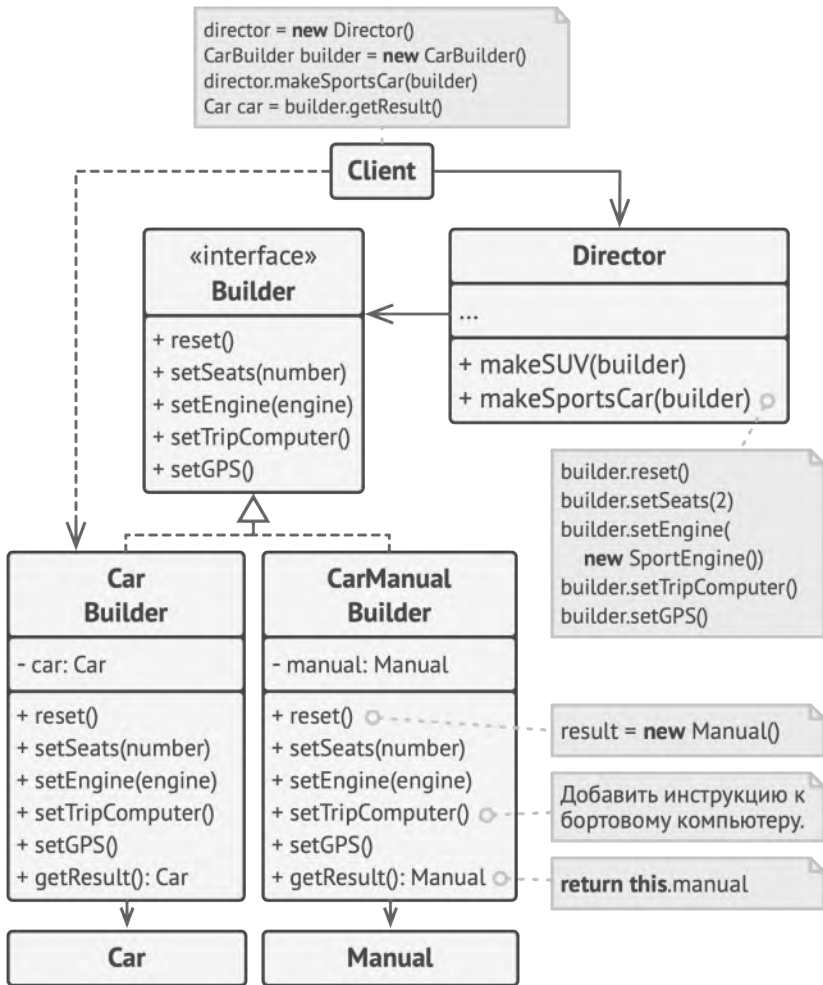 director = new Director()
CarBuilder builder = new CarBuilder()
director.makeSportsCar(builder)
Car car = builder.getResult()
Client
«interface»
Builder
+ reset()
+ setSeats(number)
+ setEngine(engine)
+ setTripComputer()
+ setGPS()
Director
...
+ makeSUV(builder)
+ makeSportsCar(builder)
builder.reset()
builder.setSeats(2)
builder.setEngine(
new SportEngine())
builder.setTripComputer()
builder.setGPS()
Car
Builder
- car: Car
+ reset()
+ setSeats(number)
+ setEngine(engine)
+ setTripComputer()
+ setGPS()
+ getResult(): Car
CarManual
Builder
- manual: Manual
+ reset()
+ setSeats(number)
+ setEngine(engine)
+ setTripComputer()
+ setGPS()
+ getResult(): Manual
result = new Manual()
Добавить инструкцию к
бортовому компьютеру.
return this.manual
Car
Manual